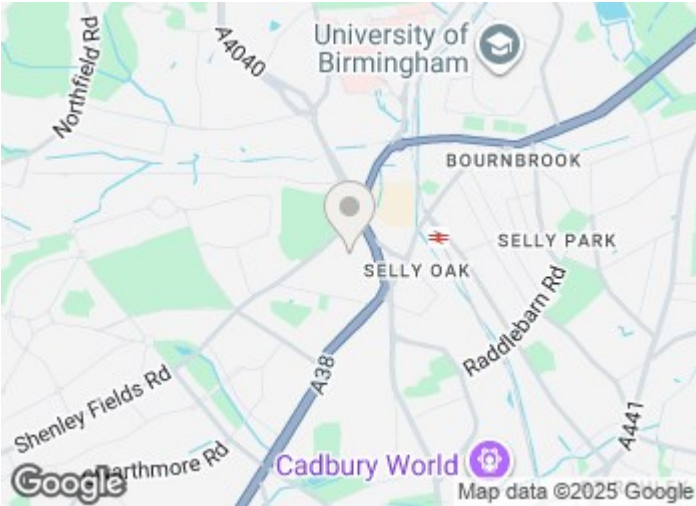 University of
Birmingham
A4040
Northfield Rd
BOURNBROOK
SELLY PARK
SELLY OAK
Raddlebarn Rd
A38
Shenley Fields Rd
A441
Cadbury World
Google
Map data ©2025 Google